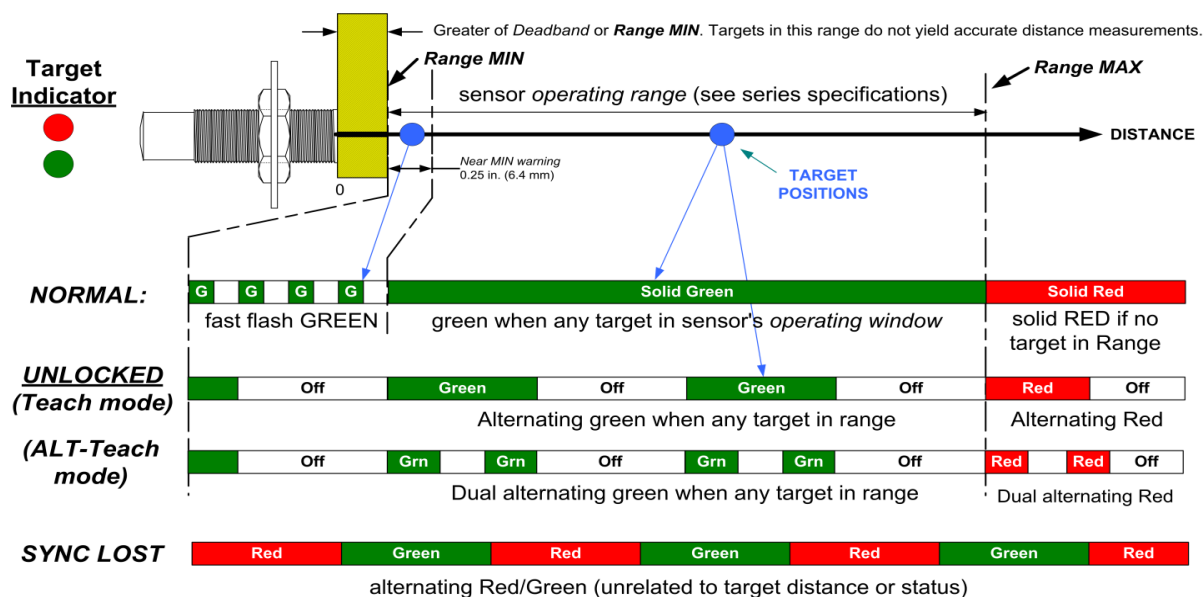 Greater of Deadband or Range MIN. Targets in this range do not yield accurate distance measurements.
Target
Indicator
Range MIN
Range MAX
sensor operating range (see series specifications)
DISTANCE
Near MIN warning
0.25 in. (6.4 mm)
TARGET
POSITIONS
0
NORMAL:
G G G G Solid Green Solid Red
fast flash GREEN
green when any target in sensor's operating window
solid RED if no
target in Range
UNLOCKED
(Teach mode)
Off Green Off Green Off Red Off
Alternating green when any target in range
Alternating Red
(ALT-Teach
mode)
Off Grn Grn Off Grn Grn Off Red Red Off
Dual alternating green when any target in range
Dual alternating Red
SYNC LOST
Red Green Red Green Red Green Red
alternating Red/Green (unrelated to target distance or status)